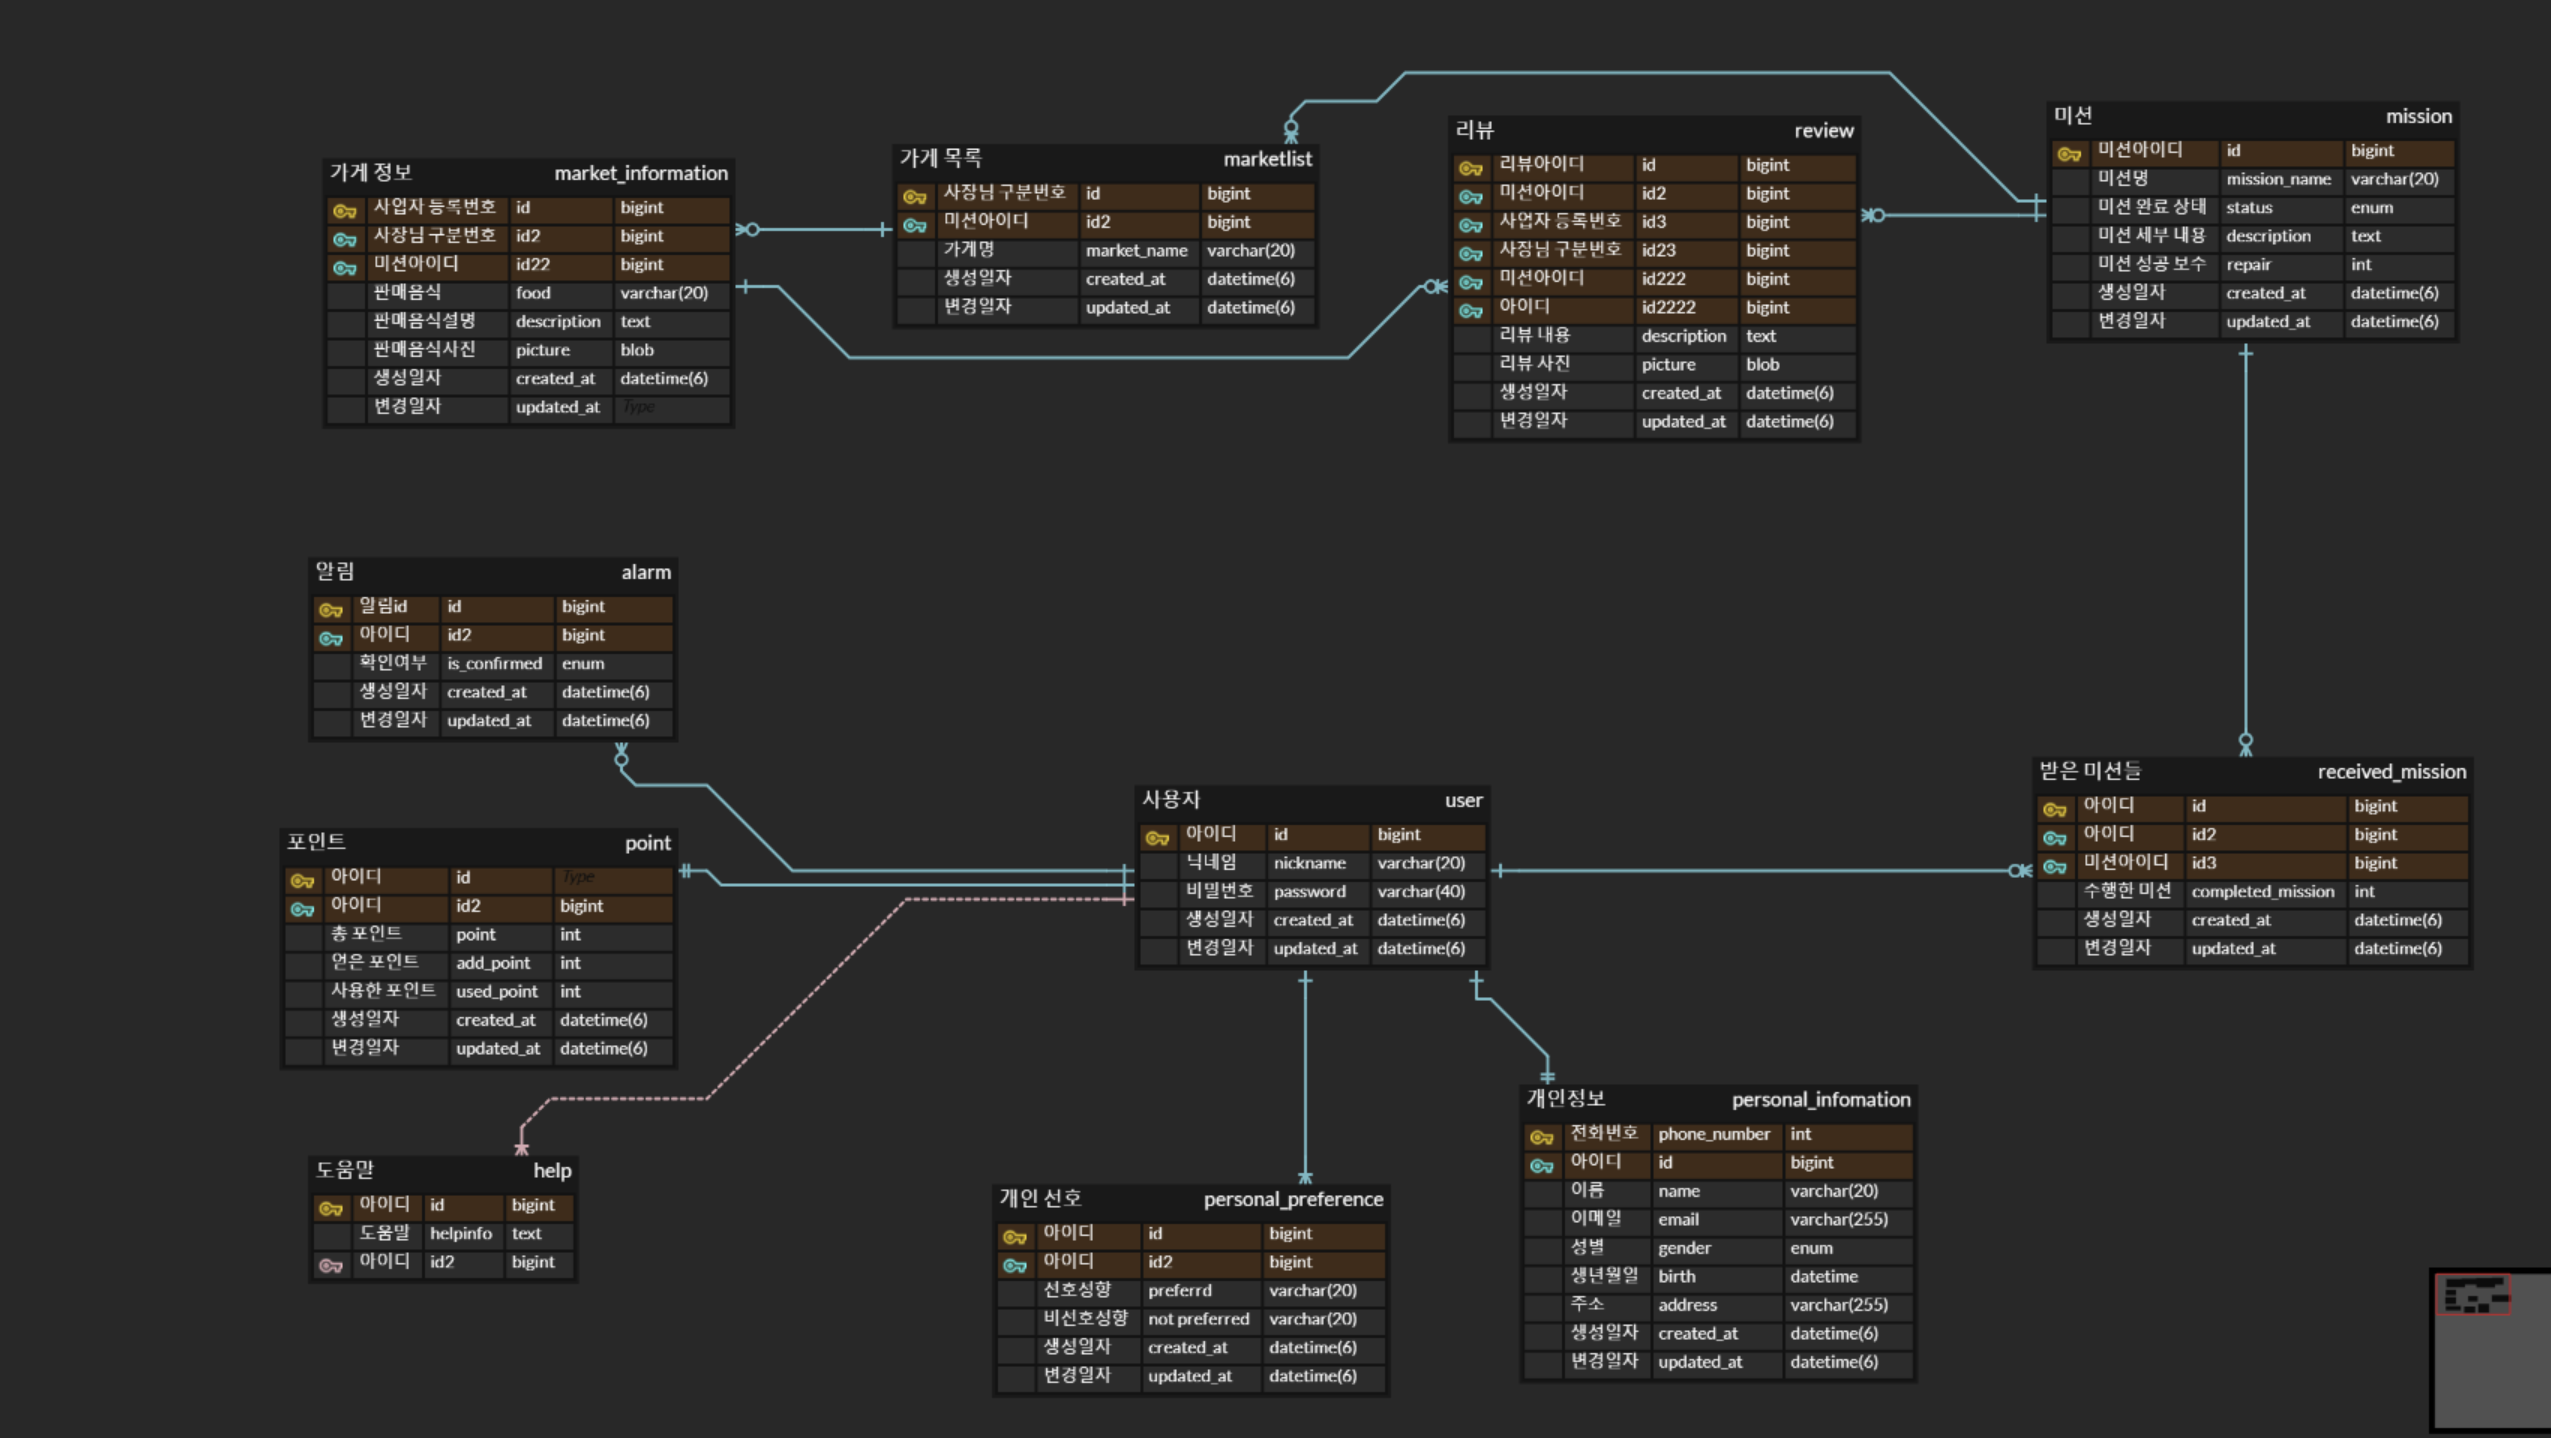 가게 정보 market_information
사업자 등록번호 id bigint
사장님 구분번호 id2 bigint
미션아이디 id22 bigint
판매음식 food varchar(20)
판매음식설명 description text
판매음식사진 picture blob
생성일자 created_at datetime(6)
변경일자 updated_at Type
가게 목록 marketlist
사장님 구분번호 id bigint
미션아이디 id2 bigint
가게명 market_name varchar(20)
생성일자 created_at datetime(6)
변경일자 updated_at datetime(6)
리뷰 review
리뷰아이디 id bigint
미션아이디 id2 bigint
사업자 등록번호 id3 bigint
사장님 구분번호 id23 bigint
미션아이디 id222 bigint
아이디 id2222 bigint
리뷰 내용 description text
리뷰 사진 picture blob
생성일자 created_at datetime(6)
변경일자 updated_at datetime(6)
미션 mission
미션아이디 id bigint
미션명 mission_name varchar(20)
미션 완료 상태 status enum
미션 세부 내용 description text
미션 성공 보수 repair int
생성일자 created_at datetime(6)
변경일자 updated_at datetime(6)
알림 alarm
알림id id bigint
아이디 id2 bigint
확인여부 is_confirmed enum
생성일자 created_at datetime(6)
변경일자 updated_at datetime(6)
포인트 point
아이디 id Type
아이디 id2 bigint
총 포인트 point int
얻은 포인트 add_point int
사용한 포인트 used_point int
생성일자 created_at datetime(6)
변경일자 updated_at datetime(6)
사용자 user
아이디 id bigint
닉네임 nickname varchar(20)
비밀번호 password varchar(40)
생성일자 created_at datetime(6)
변경일자 updated_at datetime(6)
받은 미션들 received_mission
아이디 id bigint
아이디 id2 bigint
미션아이디 id3 bigint
수행한 미션 completed_mission int
생성일자 created_at datetime(6)
변경일자 updated_at datetime(6)
도움말 help
아이디 id bigint
도움말 helpinfo text
아이디 id2 bigint
개인 선호 personal_preference
아이디 id bigint
아이디 id2 bigint
선호성향 preferrd varchar(20)
비선호성향 not preferred varchar(20)
생성일자 created_at datetime(6)
변경일자 updated_at datetime(6)
개인정보 personal_infomation
전화번호 phone_number int
아이디 id bigint
이름 name varchar(20)
이메일 email varchar(255)
성별 gender enum
생년월일 birth datetime
주소 address varchar(255)
생성일자 created_at datetime(6)
변경일자 updated_at datetime(6)